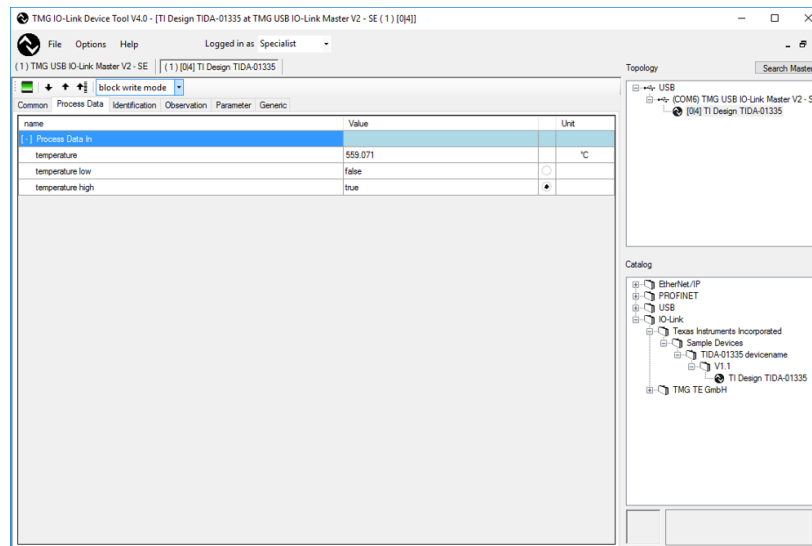 TMG IO-Link Device Tool V4.0 - [TI Design TIDA-01335 at TMG USB IO-Link Master V2 - SE ( 1 ) [0|4]]
File Options Help Logged in as Specialist
( 1 ) TMG USB IO-Link Master V2 - SE ( 1 ) [0|4] TI Design TIDA-01335
block write mode
Common Process Data Identification Observation Parameter Generic
name Value Unit
[ - ] Process Data In
temperature 559.071 °C
temperature low false
temperature high true
Topology Search Master
USB
(COM6) TMG USB IO-Link Master V2 - S
[0|4] TI Design TIDA-01335
Catalog
EtherNet/IP
PROFINET
USB
IO-Link
Texas Instruments Incorporated
Sample Devices
TIDA-01335 devicename
V1.1
TI Design TIDA-01335
TMG TE GmbH